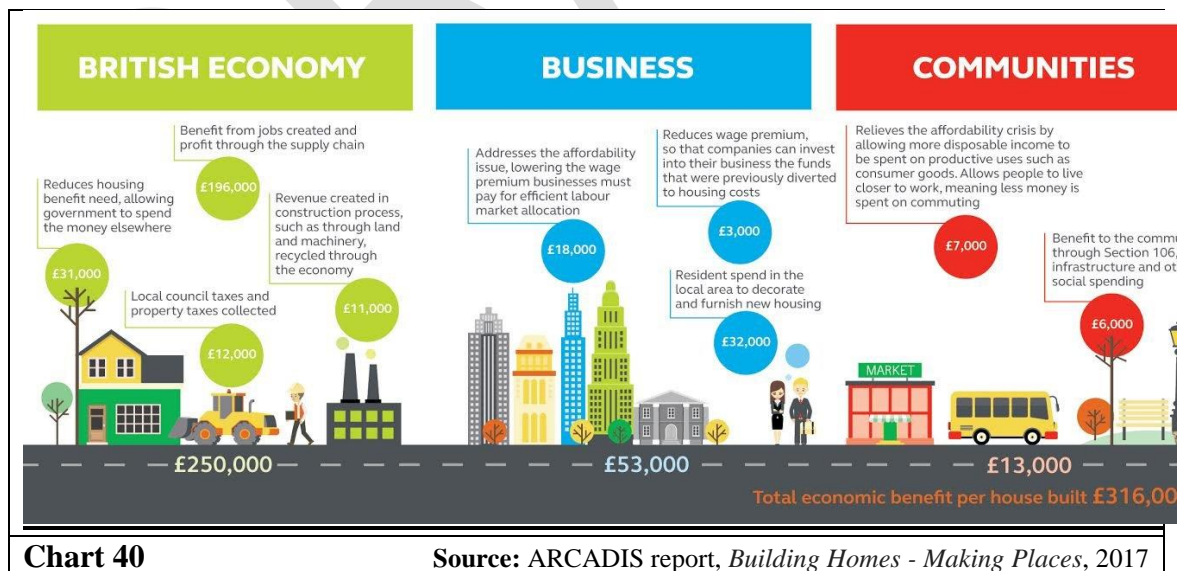 BRITISH ECONOMY
Benefit from jobs created and
profit through the supply chain
£196,000
Reduces housing
benefit need, allowing
government to spend
the money elsewhere
£31,000
Revenue created in
construction process,
such as through land
and machinery,
recycled through
the economy
£11,000
Local council taxes and
property taxes collected
£12,000
£250,000
BUSINESS
Addresses the affordability
issue, lowering the wage
premium businesses must
pay for efficient labour
market allocation
£18,000
Reduces wage premium,
so that companies can invest
into their business the funds
that were previously diverted
to housing costs
£3,000
Resident spend in the
local area to decorate
and furnish new housing
£32,000
£53,000
COMMUNITIES
Relieves the affordability crisis by
allowing more disposable income to
be spent on productive uses such as
consumer goods. Allows people to live
closer to work, meaning less money is
spent on commuting
£7,000
Benefit to the
through Section 106,
infrastructure and
social spending
£6,000
MARKET
£13,000
Total economic benefit per house built
Chart 40
Source: ARCADIS report, Building Homes - Making Places, 2017